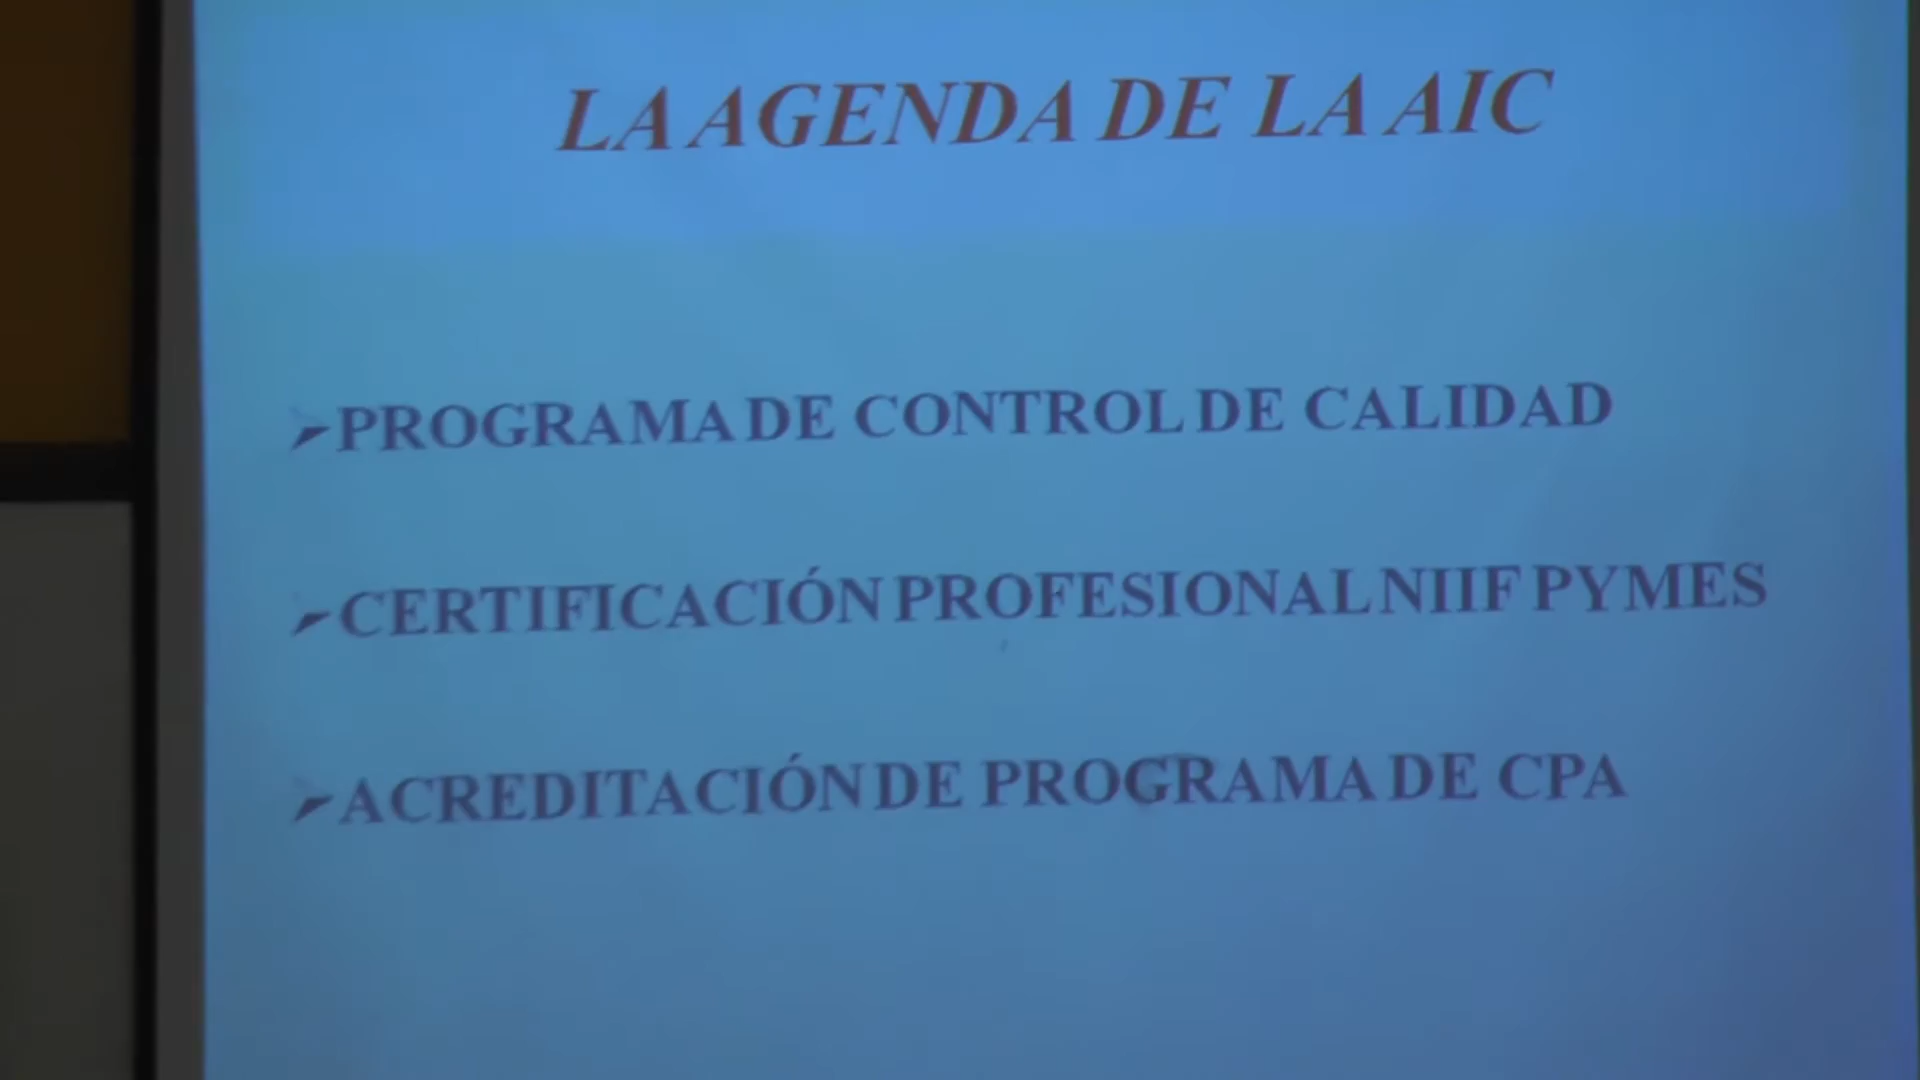 LA AGENDA DE LA AIC
➢PROGRAMA DE CONTROL DE CALIDAD
➢CERTIFICACIÓN PROFESIONAL NIIF PYMES
➢ACREDITACIÓN DE PROGRAMA DE CPA